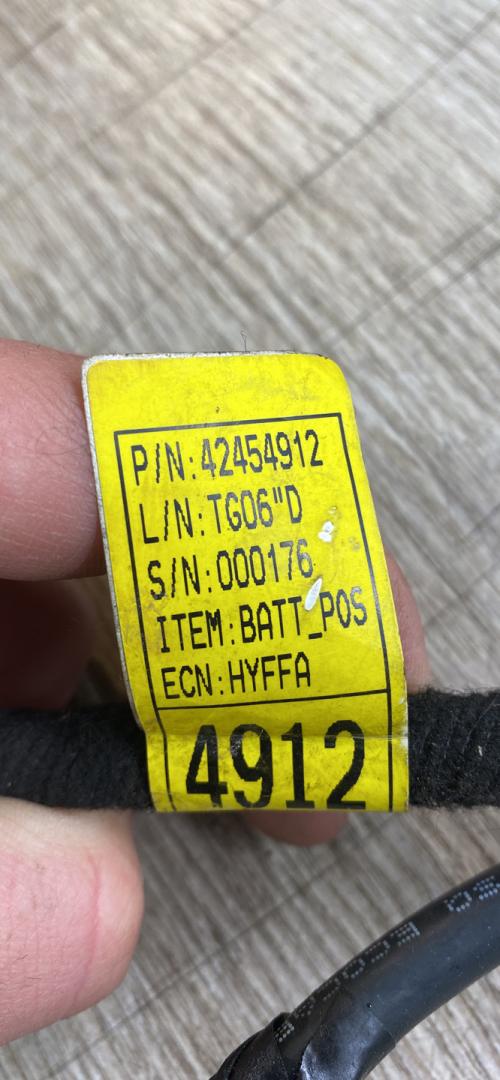 P/N:42454912
L/N:TG06"D
S/N:000176
ITEM:BATT_POS
ECN:HYFFA
4912